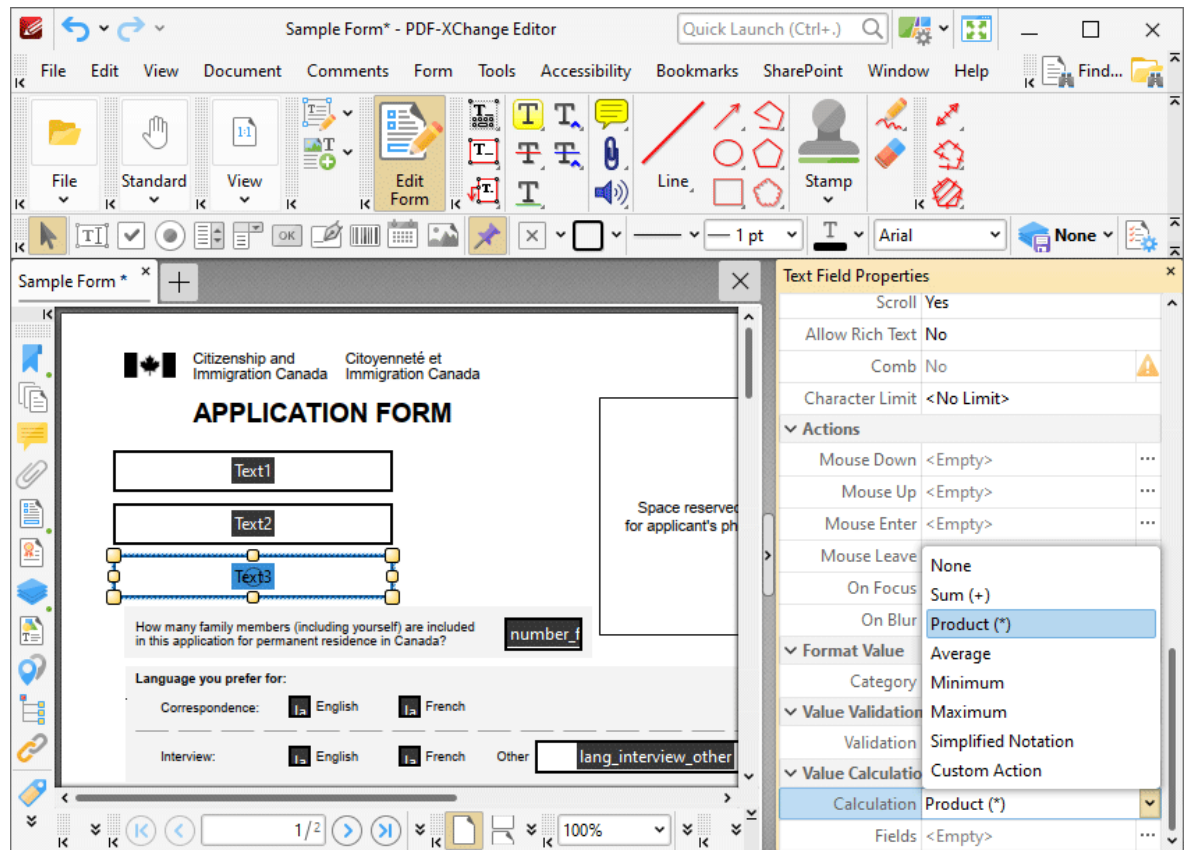 Sample Form* - PDF-XChange Editor
Quick Launch (Ctrl+.)
File Edit View Document Comments Form Tools Accessibility Bookmarks SharePoint Window Help Find...
File Standard View Edit Form Line Stamp
OK 1 pt Arial None
Sample Form *
Citizenship and Citoyenneté et
Immigration Canada Immigration Canada
APPLICATION FORM
Text1
Text2
Text3
Space reserved
for applicant's ph
How many family members (including yourself) are included
in this application for permanent residence in Canada?
number_f
Language you prefer for:
Correspondence: la English la French
Interview: la English la French Other lang_interview_other
1/2
100%
Text Field Properties
Scroll Yes
Allow Rich Text No
Comb No
Character Limit <No Limit>
Actions
Mouse Down <Empty> ...
Mouse Up <Empty> ...
Mouse Enter <Empty> ...
Mouse Leave
On Focus
On Blur
Format Value
Category
Value Validation
Validation
Value Calculatio
Calculation Product (*)
Fields <Empty> ...
None
Sum (+)
Product (*)
Average
Minimum
Maximum
Simplified Notation
Custom Action